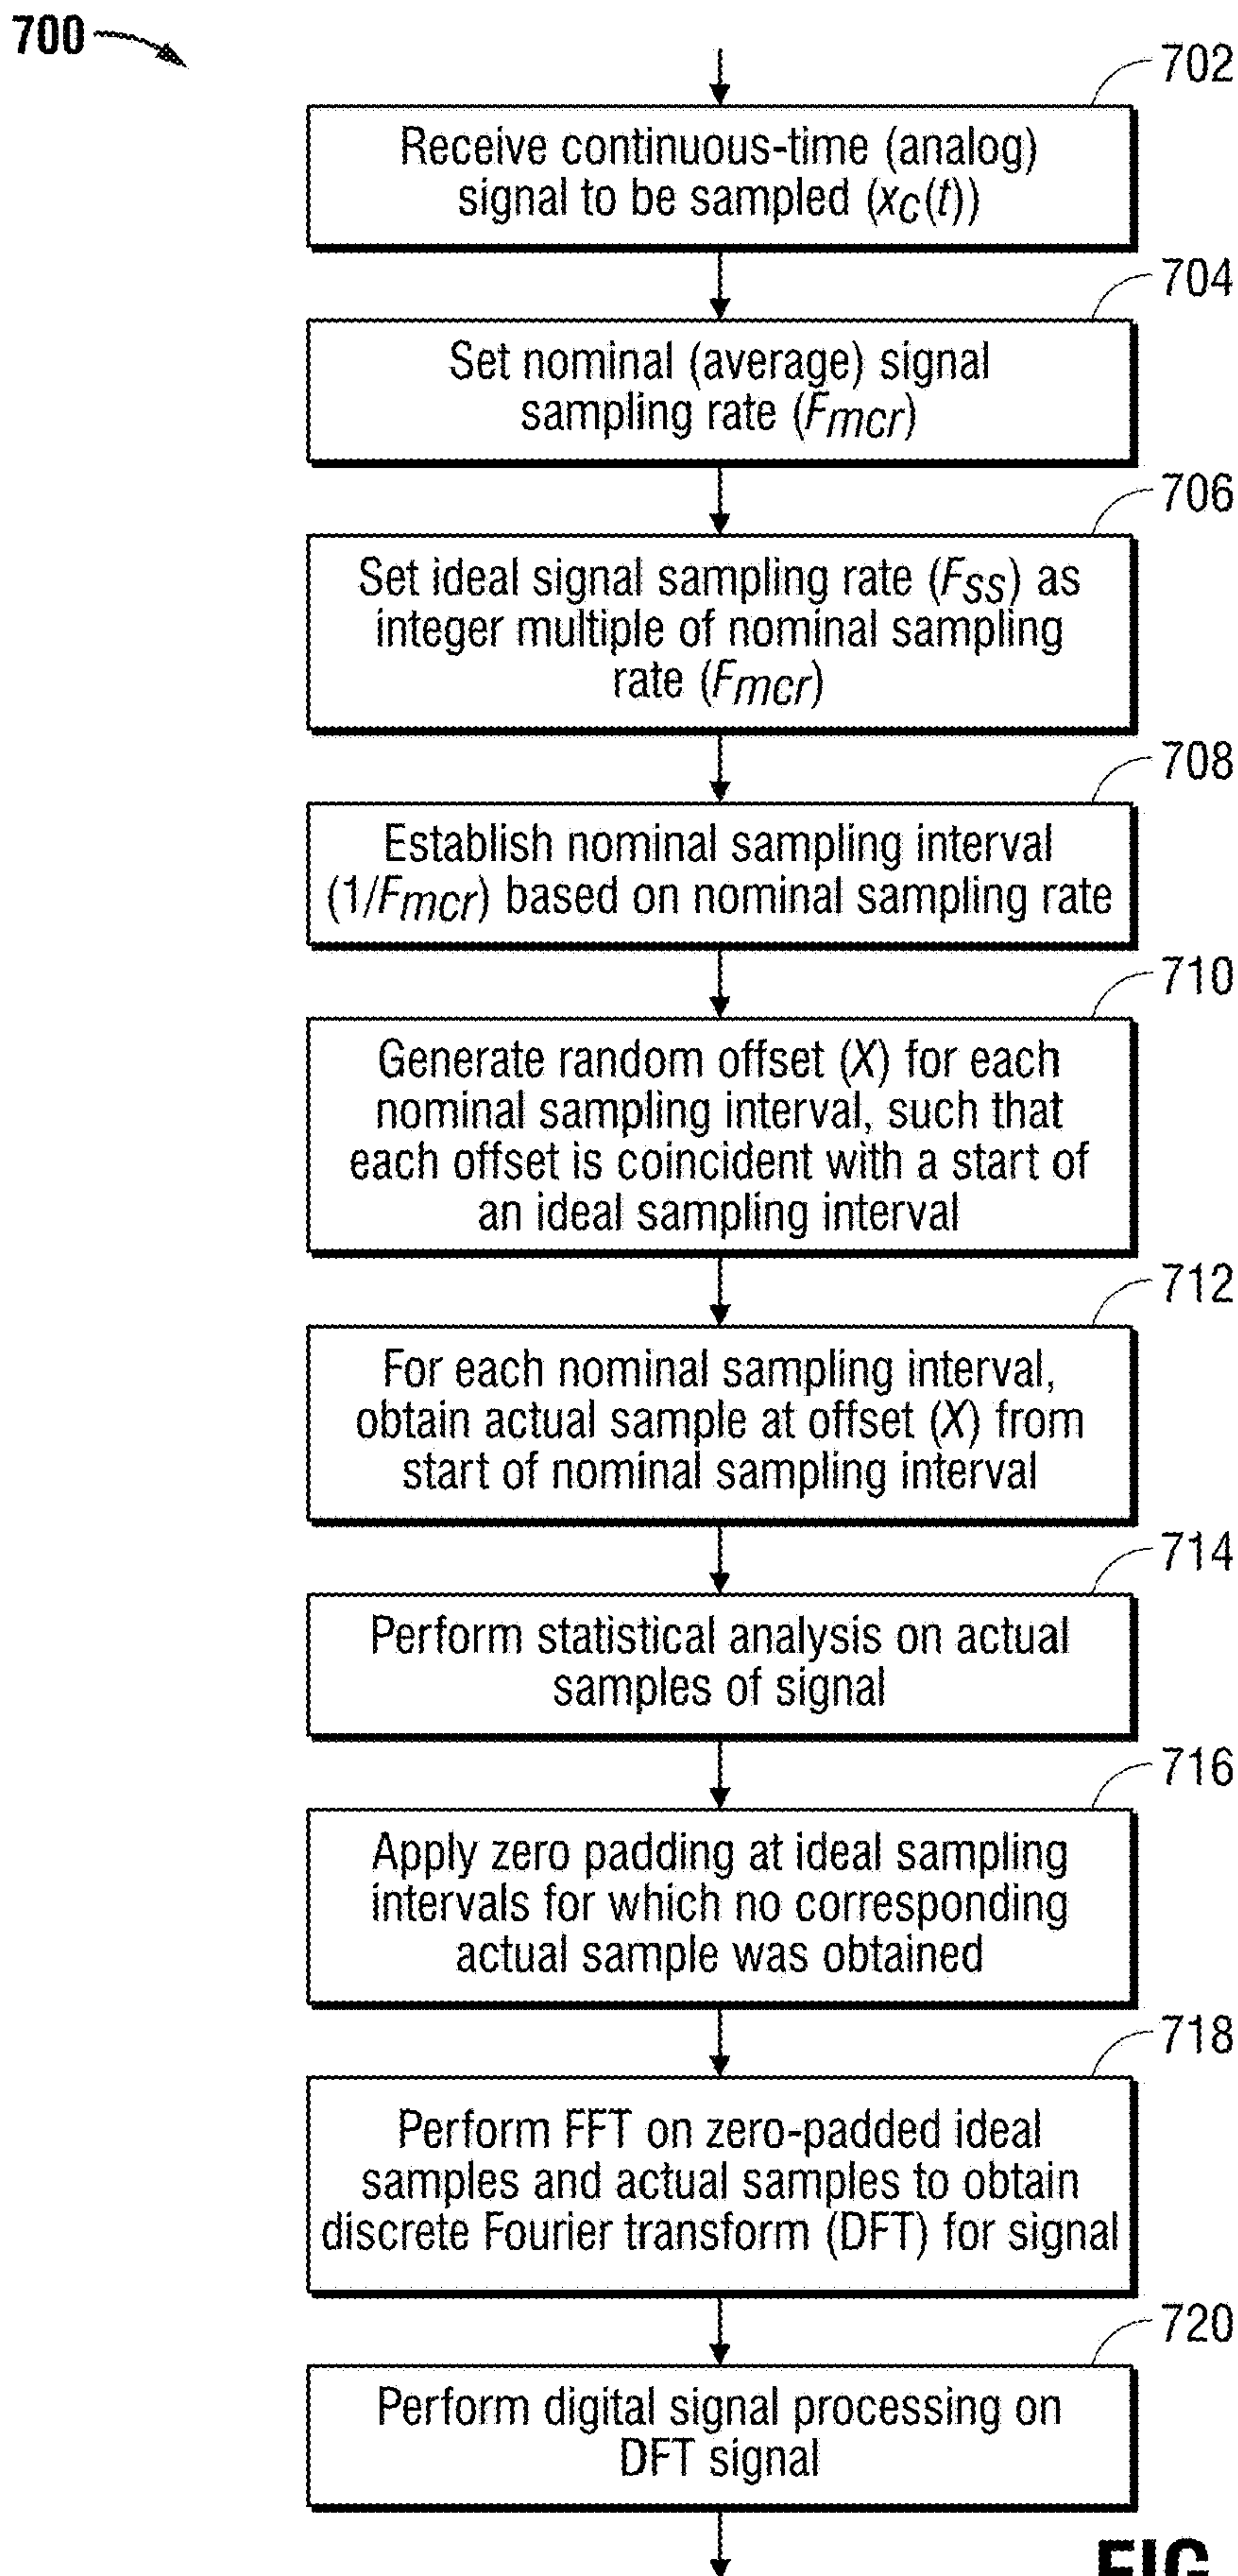 700
702
Receive continuous-time (analog)
signal to be sampled (xC(t))
704
Set nominal (average) signal
sampling rate (Fmcr)
706
Set ideal signal sampling rate (Fss) as
integer multiple of nominal sampling
rate (Fmcr)
708
Establish nominal sampling interval
(1/Fmcr) based on nominal sampling rate
710
Generate random offset (X) for each
nominal sampling interval, such that
each offset is coincident with a start of
an ideal sampling interval
712
For each nominal sampling interval,
obtain actual sample at offset (X) from
start of nominal sampling interval
714
Perform statistical analysis on actual
samples of signal
716
Apply zero padding at ideal sampling
intervals for which no corresponding
actual sample was obtained
718
Perform FFT on zero-padded ideal
samples and actual samples to obtain
discrete Fourier transform (DFT) for signal
720
Perform digital signal processing on
DFT signal
FIG